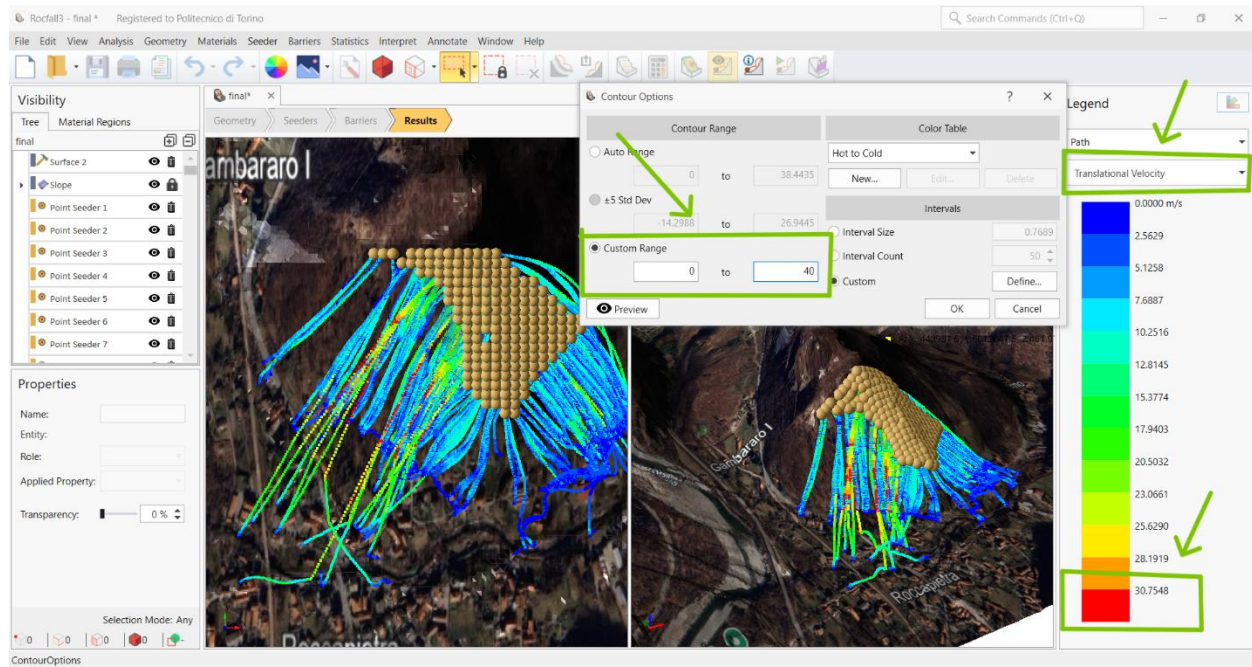 Rocfall3 - final * Registered to Politecnico di Torino
Search Commands (Ctrl+Q)
File Edit View Analysis Geometry Materials Seeder Barriers Statistics Interpret Annotate Window Help
Visibility
Tree Material Regions
final
Surface 2
Slope
Point Seeder 1
Point Seeder 2
Point Seeder 3
Point Seeder 4
Point Seeder 5
Point Seeder 6
Point Seeder 7
Properties
Name:
Entity:
Role:
Applied Property:
Transparency: 0 %
Selection Mode: Any
0 0 0 0 -
ContourOptions
final*
Geometry Seeders Barriers Results
Gambararo I
Roccapietra
Contour Options ?
Contour Range
Auto Range
0 to 38.4435
±5 Std Dev
-14.2988 to 26.9445
Custom Range
0 to 40
Preview
Color Table
Hot to Cold
New... Edit... Delete
Intervals
Interval Size 0.7689
Interval Count 50
Custom Define...
OK Cancel
Gambararo I
Roccapietra
Legend
Path
Translational Velocity
0.0000 m/s
2.5629
5.1258
7.6887
10.2516
12.8145
15.3774
17.9403
20.5032
23.0661
25.6290
28.1919
30.7548